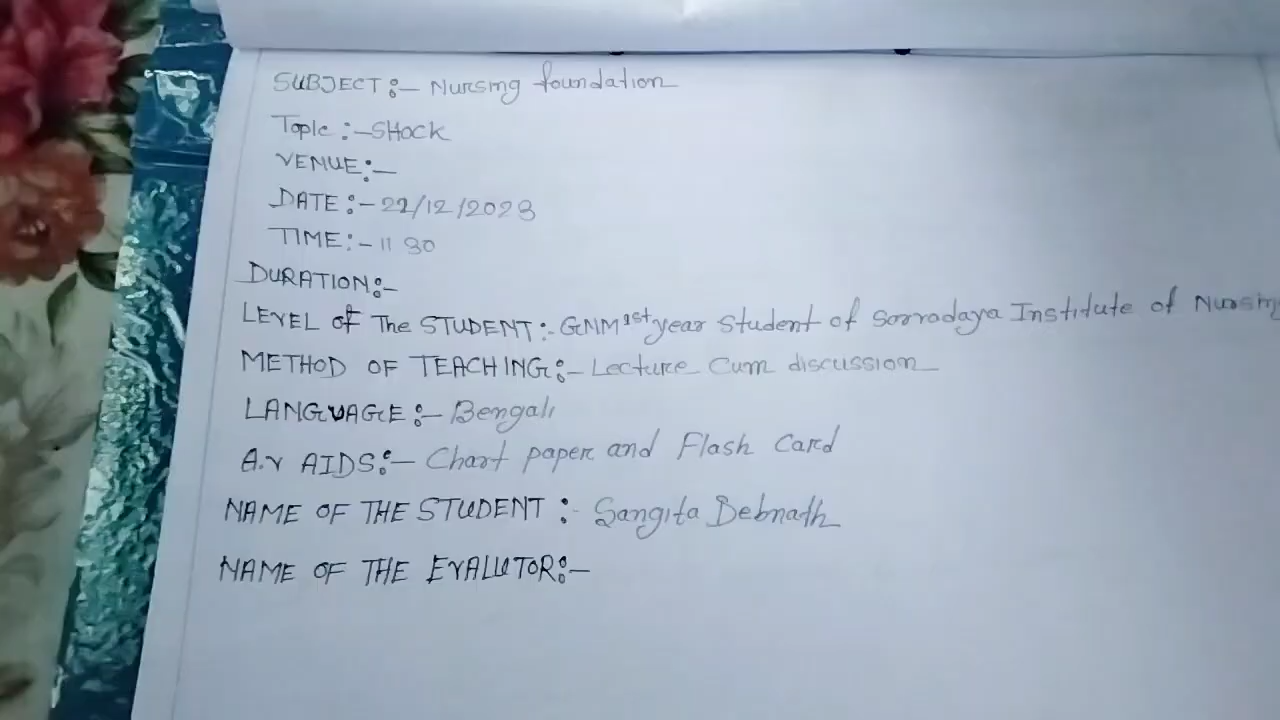 SUBJECT:- Nursing foundation
Topic :- SHOCK
VENUE:-
DATE:- 22/12/2023
TIME:- 11 30
DURATION:-
LEVEL of The STUDENT:- GNM 1st year Student of Sorvodaya Institute of Nursing
METHOD OF TEACHING:- Lecture Cum discussion
LANGUAGE:- Bengali
A.V AIDS:- Chart paper and Flash Card
NAME OF THE STUDENT :- Sangita Debnath
NAME OF THE EVALUTOR:-